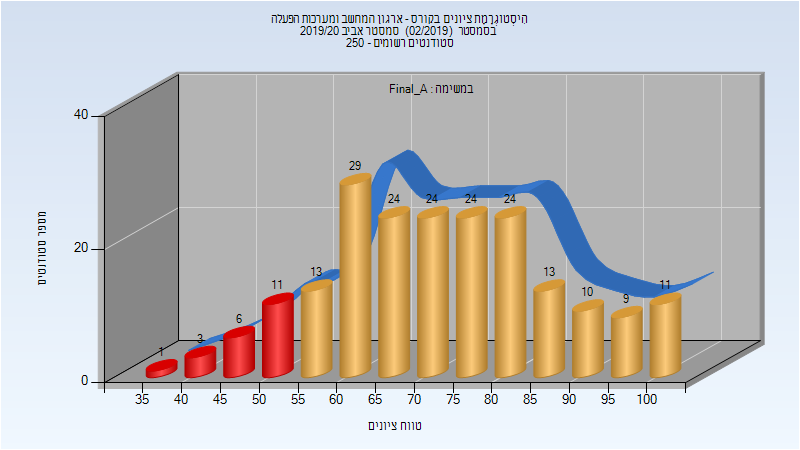 היסטוגרמת ציונים בקורס - ארגון המחשב ומערכות הפעלה
בסמסטר (02/2019) סמסטר אביב 2019/20
סטודנטים רשומים - 250
במשימה : Final_A
מספר סטודנטים
40
20
0
1
3
6
11
13
29
24
24
24
24
13
10
9
11
35 40 45 50 55 60 65 70 75 80 85 90 95 100
טווח ציונים